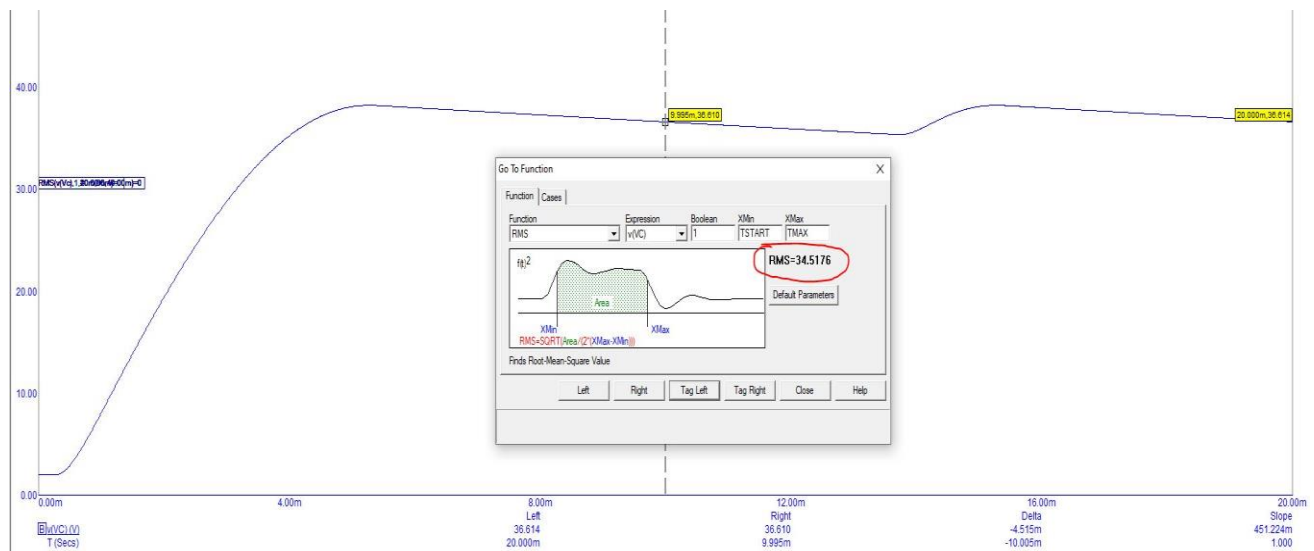 40.00
9.995m,36.610
20.000m,36.614
Go To Function
X
Function
Cases
30.00
Function Expression Boolean XMin XMax
RMS v(VC) 1 TSTART TMAX
f(t)2
RMS=34.5176
20.00
Area
Default Parameters
XMin XMax
RMS=SQRT(Area/(2*(XMax-XMin)))
Finds Root-Mean-Square Value
10.00
Left Right Tag Left Tag Right Close Help
0.00
0.00m 4.00m 8.00m 12.00m 16.00m 20.00m
Left Right Delta Slope
B v(VC) (V) 36.614 36.610 -4.515m 451.224m
T (Secs) 20.000m 9.995m -10.005m 1.000